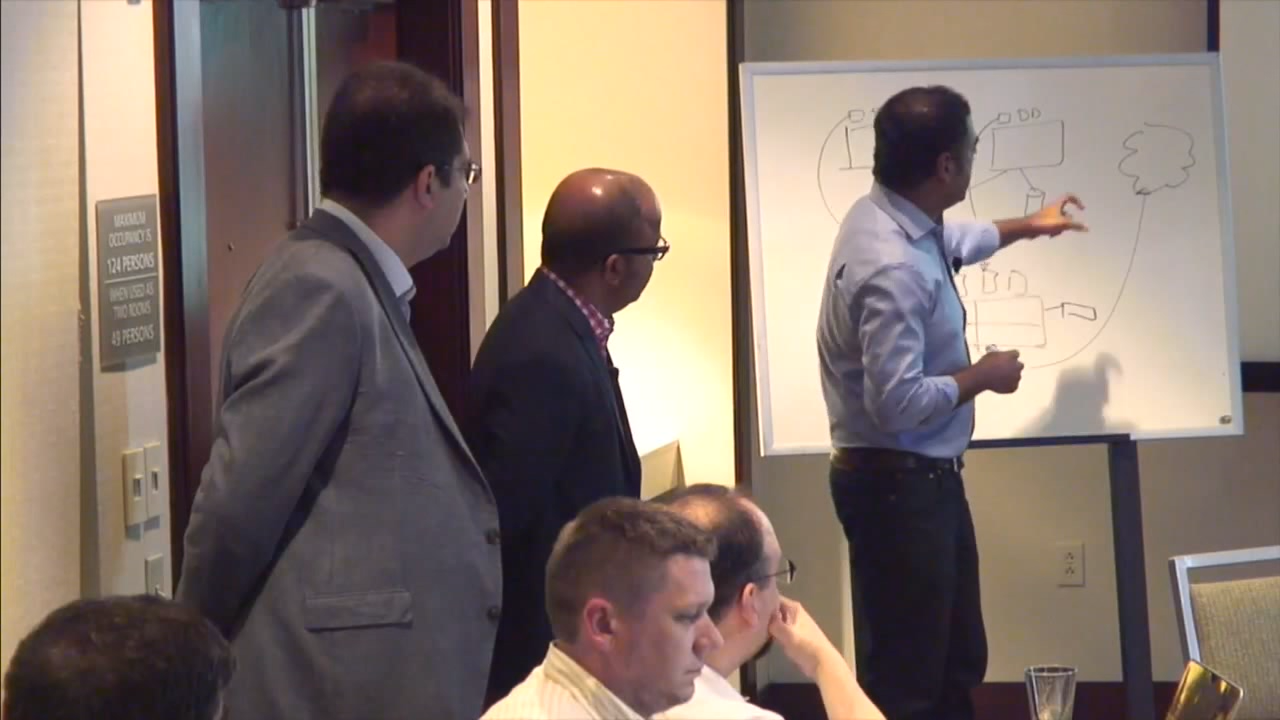 MAXIMUM
OCCUPANCY IS
124 PERSONS
WHEN USED AS
TWO ROOMS
49 PERSONS